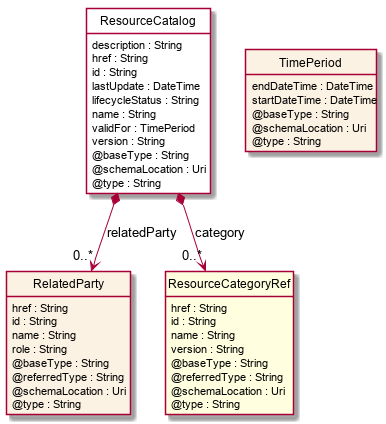 ResourceCatalog
description : String
href : String
id : String
lastUpdate : DateTime
lifecycleStatus : String
name : String
validFor : TimePeriod
version : String
@baseType : String
@schemaLocation : Uri
@type : String
TimePeriod
endDateTime : DateTime
startDateTime : DateTime
@baseType : String
@schemaLocation : Uri
@type : String
relatedParty
category
0..*
0..*
RelatedParty
href : String
id : String
name : String
role : String
@baseType : String
@referredType : String
@schemaLocation : Uri
@type : String
ResourceCategoryRef
href : String
id : String
name : String
version : String
@baseType : String
@referredType : String
@schemaLocation : Uri
@type : String